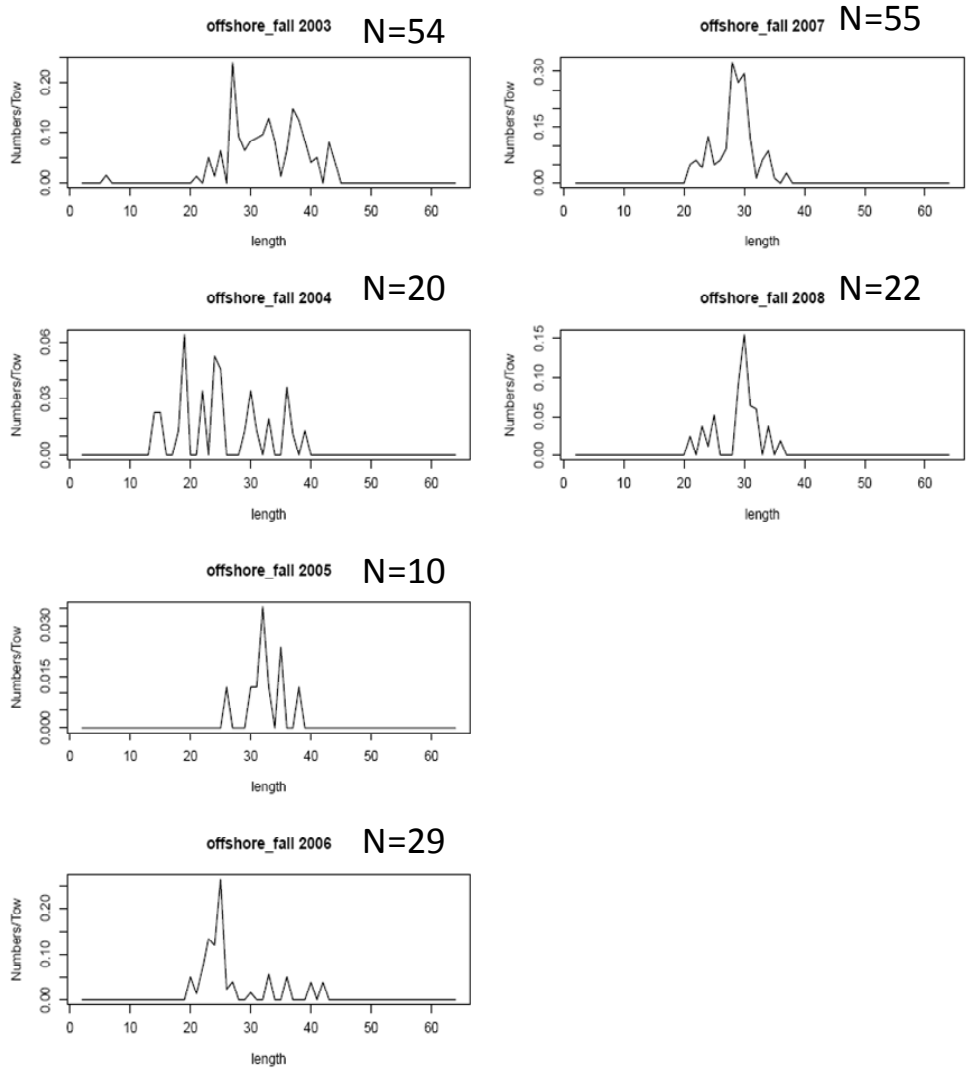 offshore_fall 2003 N=54
Numbers/Tow
0.00 0.10 0.20
0 10 20 30 40 50 60
length
offshore_fall 2007 N=55
Numbers/Tow
0.00 0.15 0.30
0 10 20 30 40 50 60
length
offshore_fall 2004 N=20
Numbers/Tow
0.00 0.03 0.06
0 10 20 30 40 50 60
length
offshore_fall 2008 N=22
Numbers/Tow
0.00 0.05 0.10 0.15
0 10 20 30 40 50 60
length
offshore_fall 2005 N=10
Numbers/Tow
0.000 0.015 0.030
0 10 20 30 40 50 60
length
offshore_fall 2006 N=29
Numbers/Tow
0.00 0.10 0.20
0 10 20 30 40 50 60
length